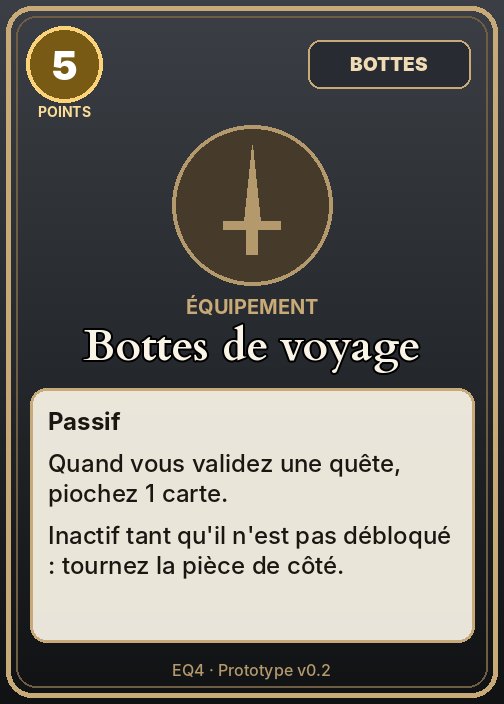 5
POINTS
BOTTES
ÉQUIPEMENT
Bottes de voyage
Passif
Quand vous validez une quête,
piochez 1 carte.
Inactif tant qu'il n'est pas débloqué
: tournez la pièce de côté.
EQ4 · Prototype v0.2